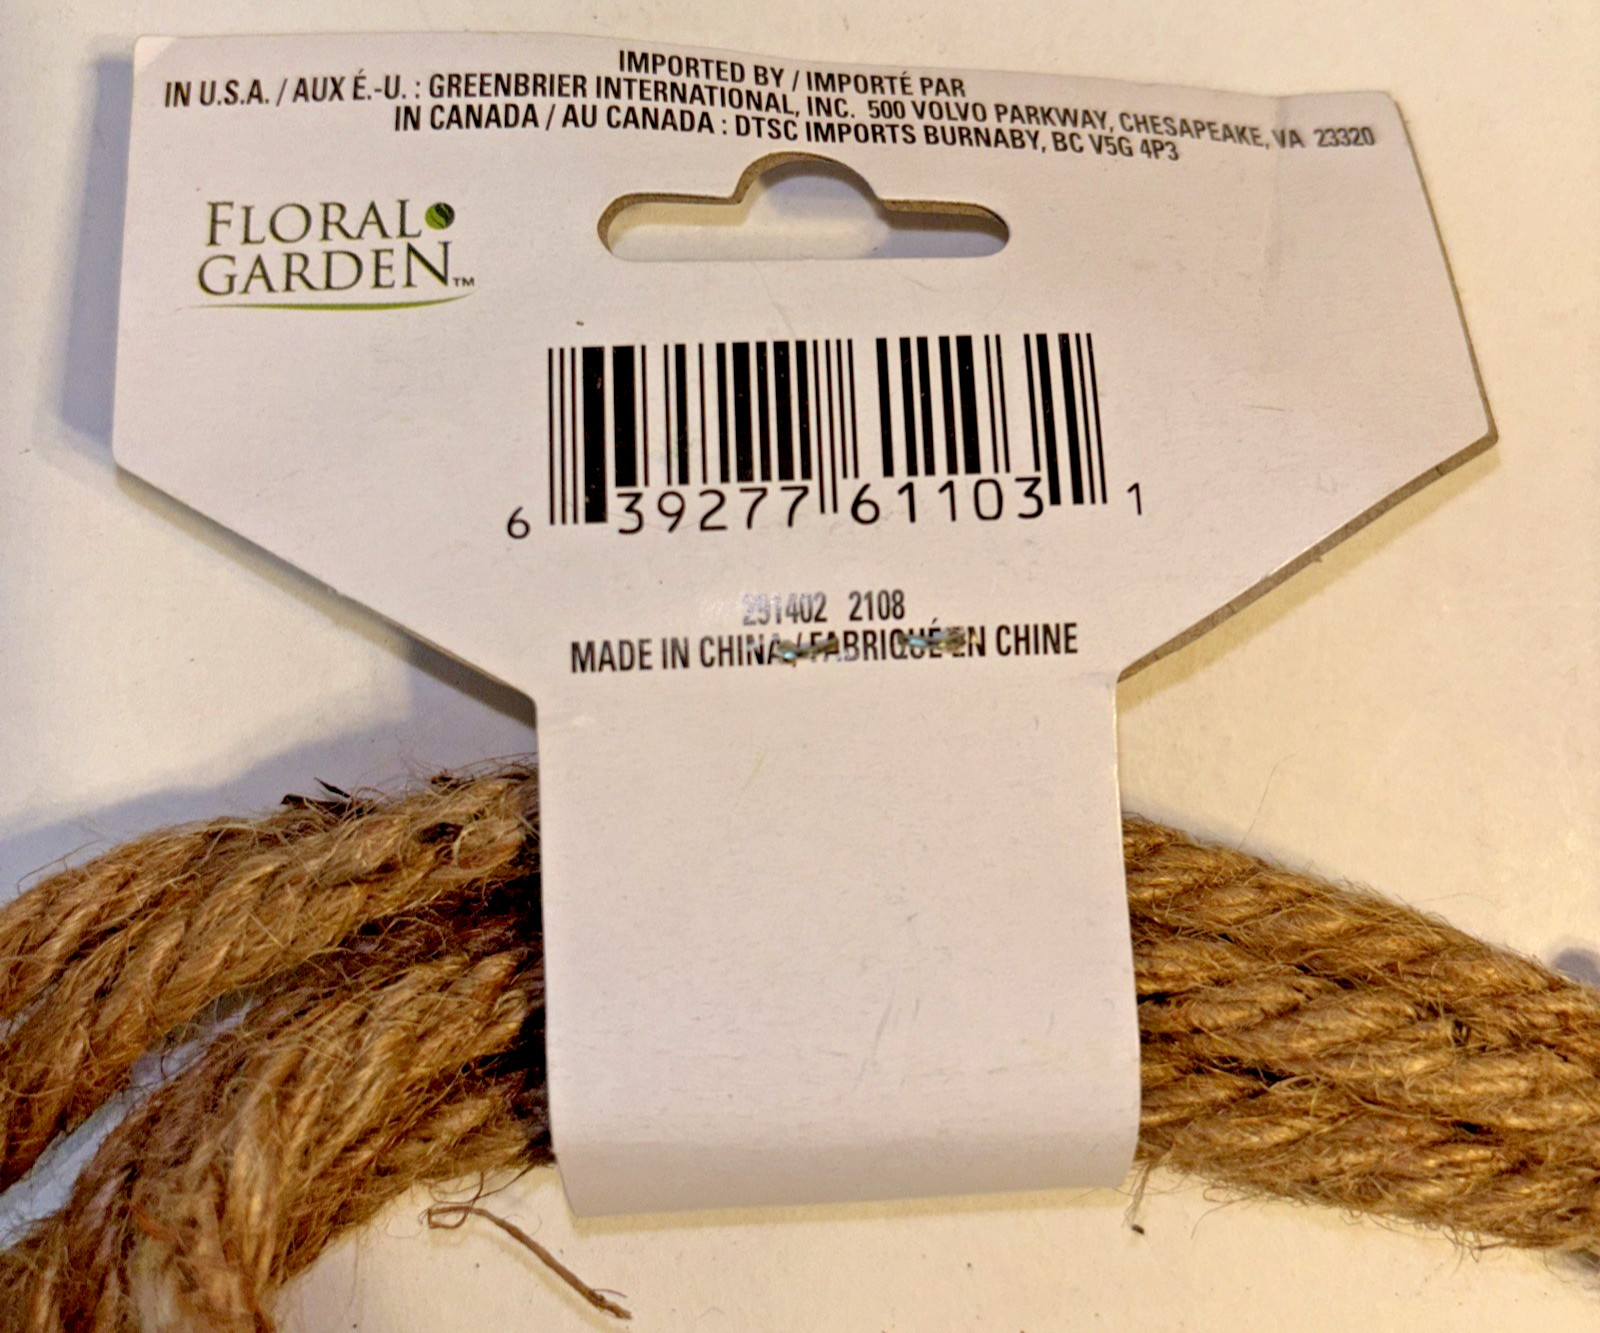 IMPORTED BY / IMPORTÉ PAR
IN U.S.A. / AUX É.-U. : GREENBRIER INTERNATIONAL, INC. 500 VOLVO PARKWAY, CHESAPEAKE, VA 23320
IN CANADA / AU CANADA : DTSC IMPORTS BURNABY, BC V5G 4P3
FLORAL
GARDEN™
6 39277 61103 1
291402 2108
MADE IN CHINA / FABRIQUÉ EN CHINE